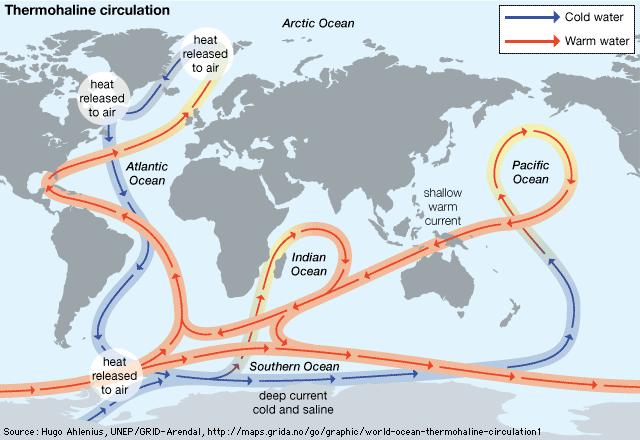 Thermohaline circulation
Arctic Ocean
Cold water
Warm water
heat
released
to air
heat
released
to air
Atlantic
Ocean
Pacific
Ocean
shallow
warm
current
Indian
Ocean
heat
released
to air
Southern Ocean
deep current
cold and saline
Source: Hugo Ahlenius, UNEP/GRID-Arendal, http://maps.grida.no/go/graphic/world-ocean-thermohaline-circulation1